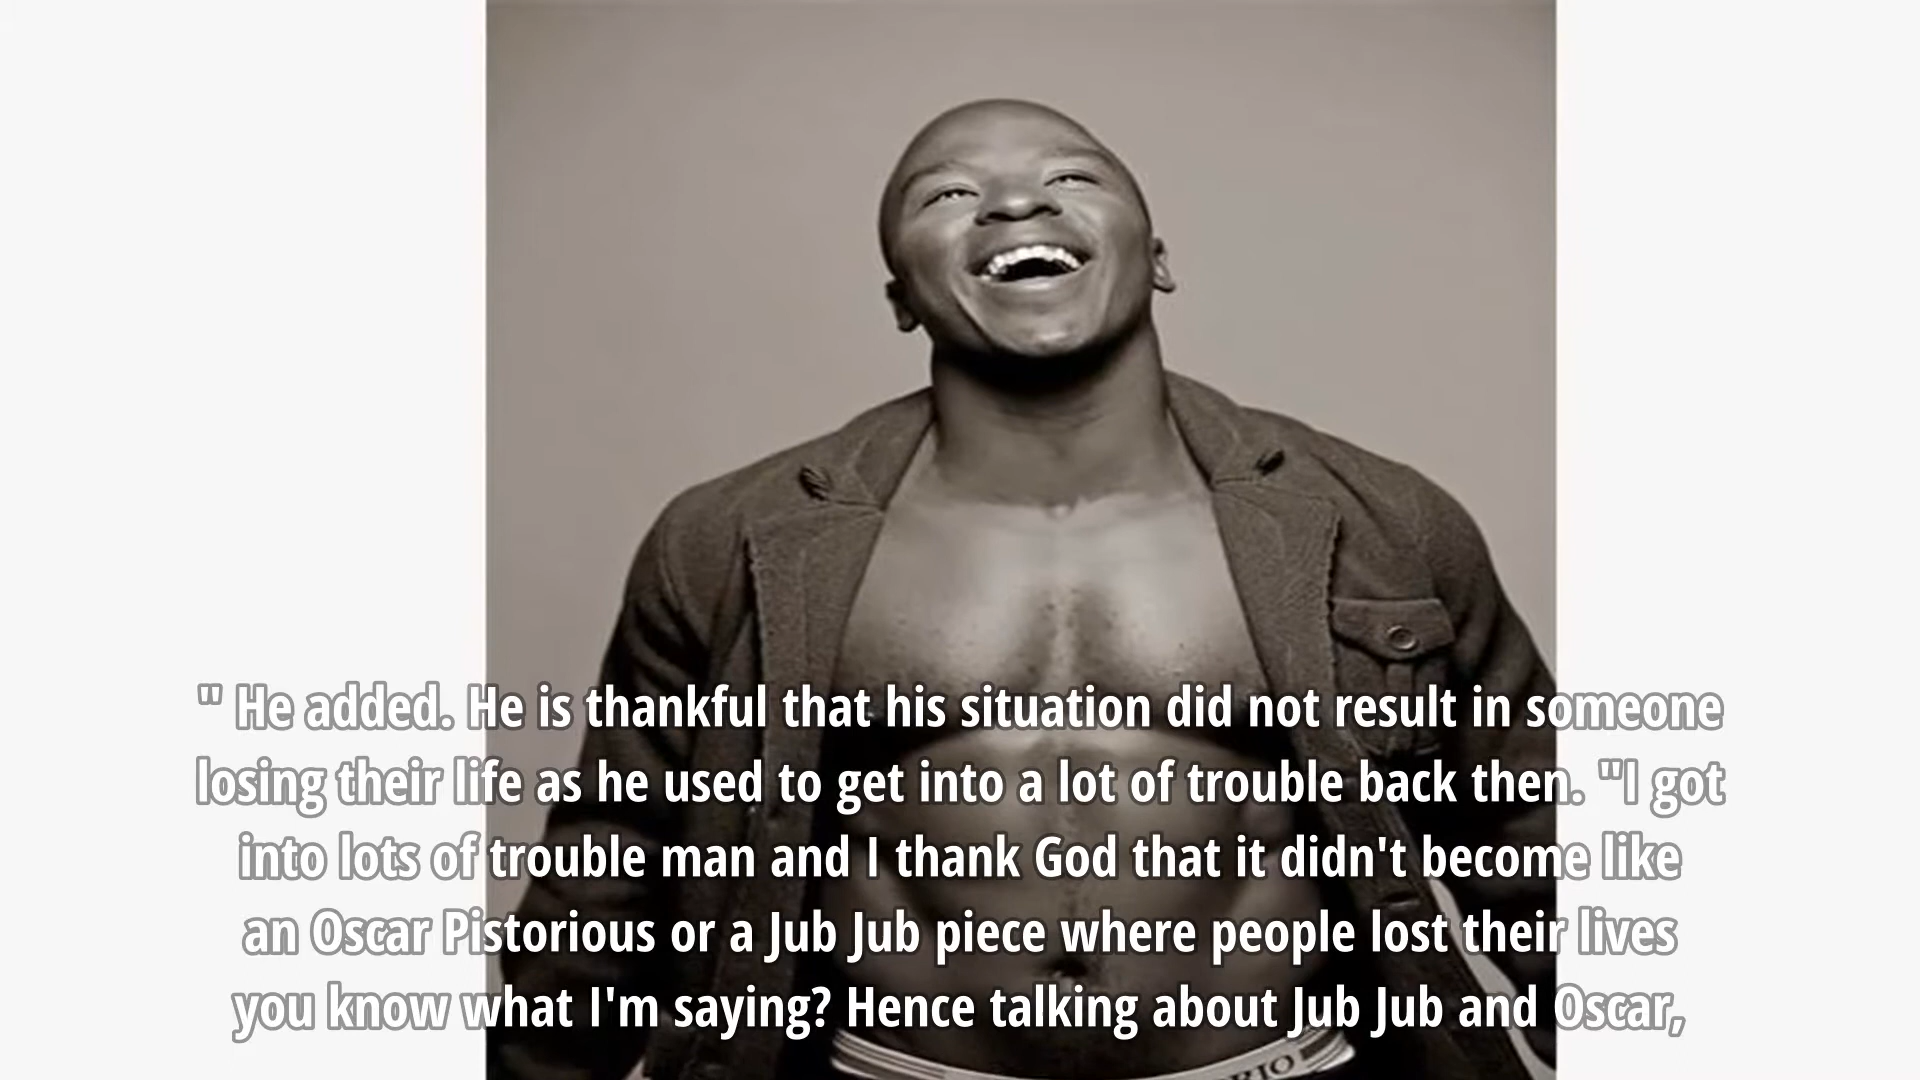 " He added. He is thankful that his situation did not result in someone
losing their life as he used to get into a lot of trouble back then. "I got
into lots of trouble man and I thank God that it didn't become like
an Oscar Pistorious or a Jub Jub piece where people lost their lives
you know what I'm saying? Hence talking about Jub Jub and Oscar,